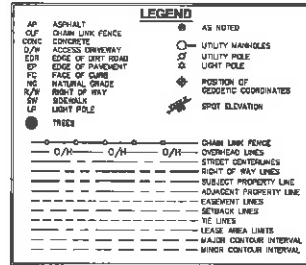 LEGEND
AP ASPHALT
CLF CHAIN LINK FENCE
CONC CONCRETE
D/W ACCESS DRIVEWAY
EDR EDGE OF DIRT ROAD
EP EDGE OF PAVEMENT
FC FACE OF CURB
NG NATURAL GRADE
R/W RIGHT OF WAY
SW SIDEWALK
LP LIGHT POLE
TREES
AS NOTED
UTILITY MANHOLES
UTILITY POLE
LIGHT POLE
POSITION OF
GEODETIC COORDINATES
SPOT ELEVATION
CHAIN LINK FENCE
O/H O/H O/H OVERHEAD LINES
STREET CENTERLINES
RIGHT OF WAY LINES
SUBJECT PROPERTY LINE
ADJACENT PROPERTY LINE
EASEMENT LINES
SETBACK LINES
TIE LINES
LEASE AREA LIMITS
MAJOR CONTOUR INTERVAL
MINOR CONTOUR INTERVAL